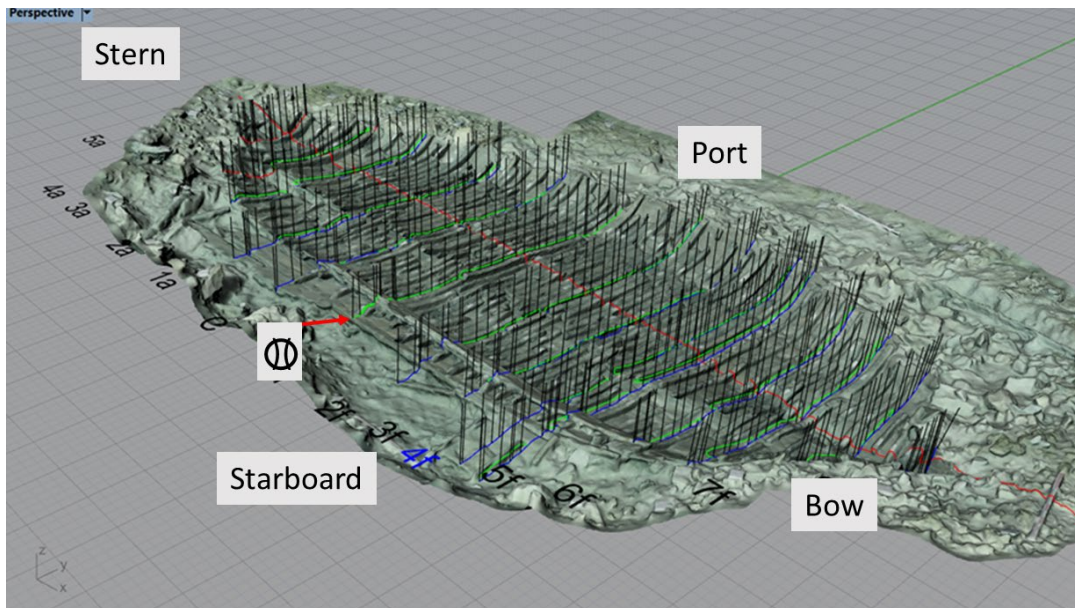 Perspective
Stern
Port
5a
4a
3a
2a
1a
2f
3f
4f
5f
6f
7f
Starboard
Bow
z
y
x